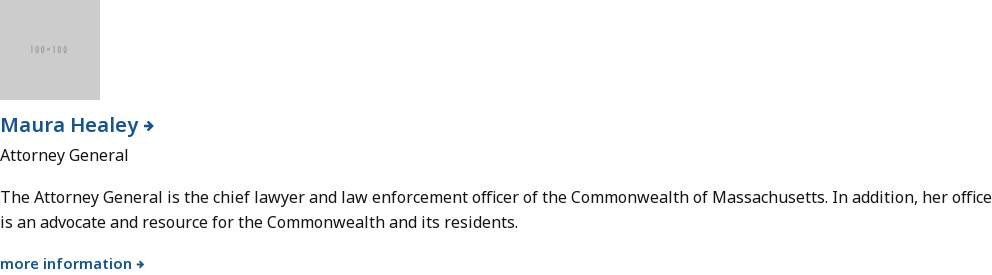 100×100
Maura Healey →
Attorney General
The Attorney General is the chief lawyer and law enforcement officer of the Commonwealth of Massachusetts. In addition, her office
is an advocate and resource for the Commonwealth and its residents.
more information →